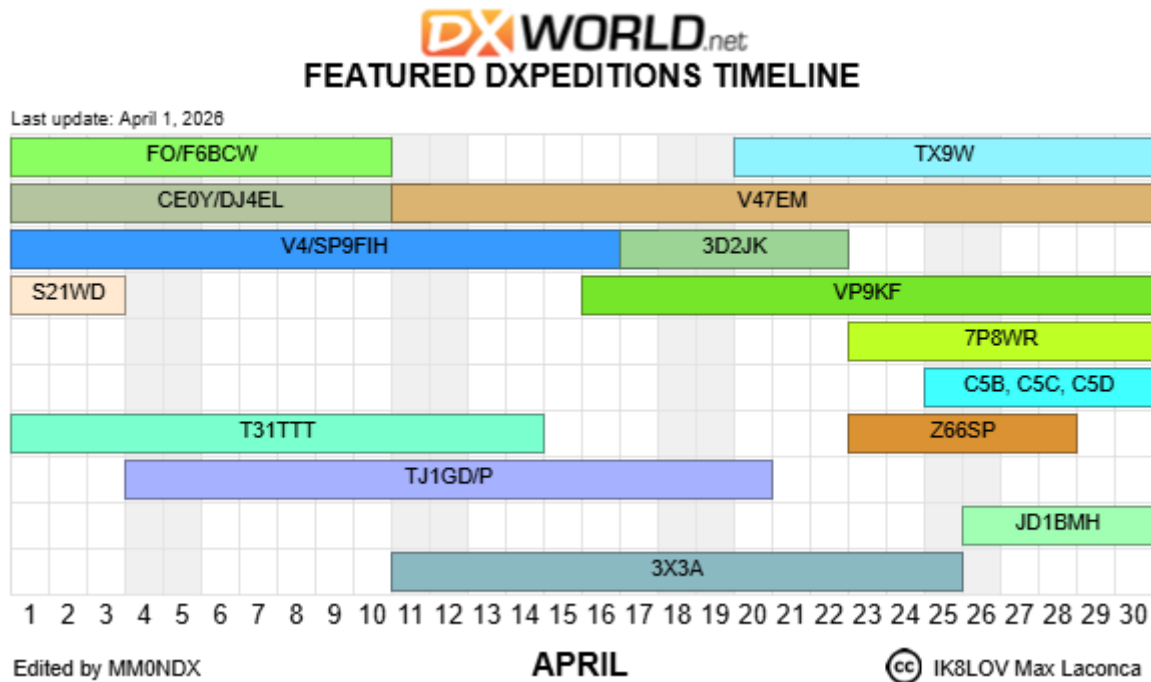 DX WORLD.net
FEATURED DXPEDITIONS TIMELINE
Last update: April 1, 2026
FO/F6BCW TX9W
CE0Y/DJ4EL V47EM
V4/SP9FIH 3D2JK
S21WD VP9KF
7P8WR
C5B, C5C, C5D
T31TTT Z66SP
TJ1GD/P
JD1BMH
3X3A
1 2 3 4 5 6 7 8 9 10 11 12 13 14 15 16 17 18 19 20 21 22 23 24 25 26 27 28 29 30
Edited by MM0NDX APRIL cc IK8LOV Max Laconca